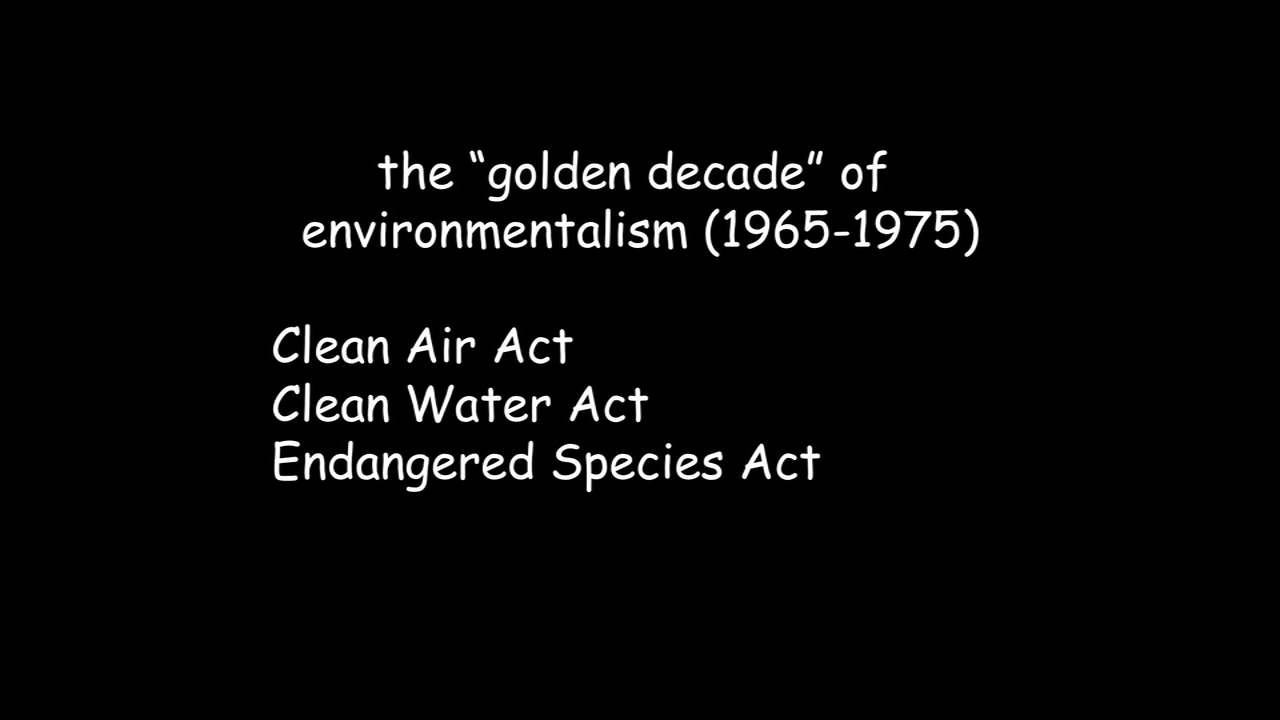 the “golden decade” of
environmentalism (1965-1975)
Clean Air Act
Clean Water Act
Endangered Species Act